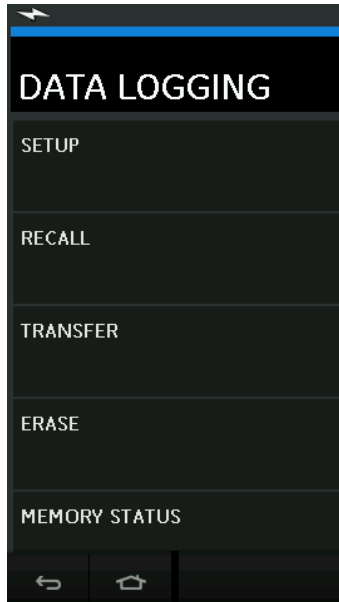 DATA LOGGING
SETUP
RECALL
TRANSFER
ERASE
MEMORY STATUS